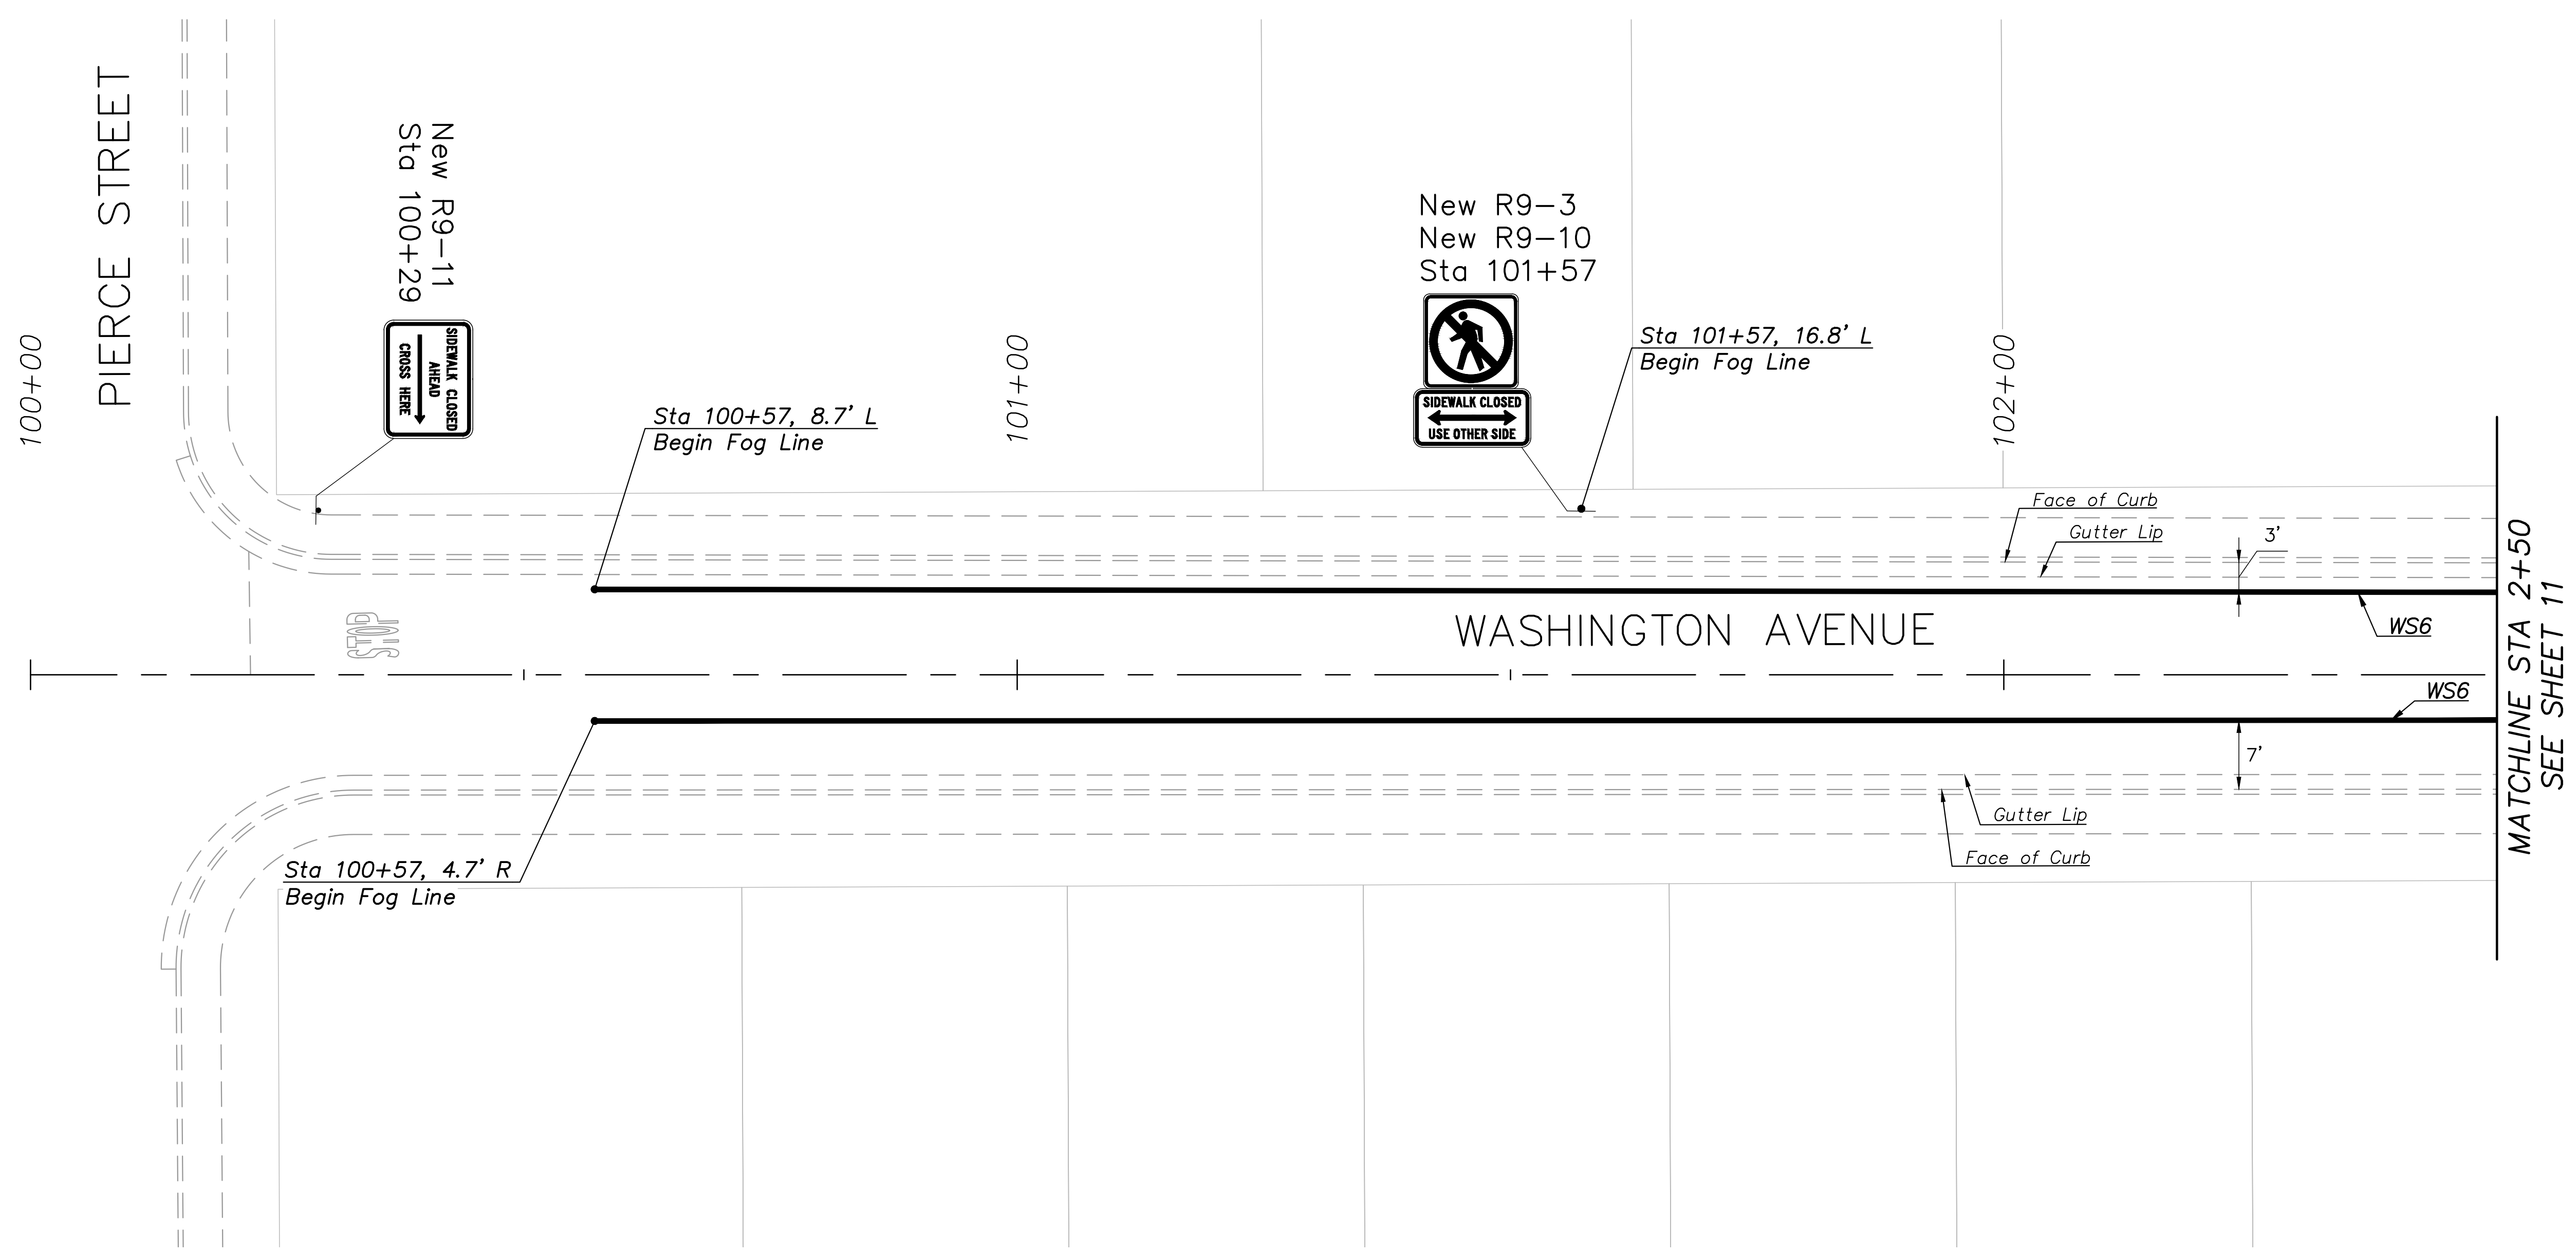 PIERCE STREET
100+00
New R9-11
Sta 100+29
SIDEWALK CLOSED
AHEAD
CROSS HERE
Sta 100+57, 8.7' L
Begin Fog Line
101+00
New R9-3
New R9-10
Sta 101+57
SIDEWALK CLOSED
USE OTHER SIDE
Sta 101+57, 16.8' L
Begin Fog Line
102+00
Face of Curb
Gutter Lip
3'
STOP
WASHINGTON AVENUE
WS6
WS6
7'
Gutter Lip
Face of Curb
Sta 100+57, 4.7' R
Begin Fog Line
MATCHLINE STA 2+50
SEE SHEET 11